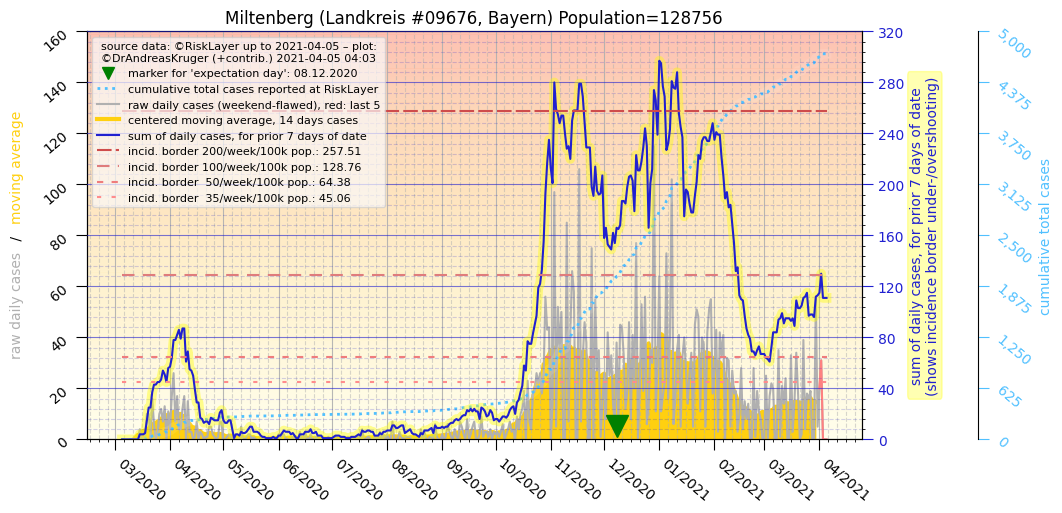 Miltenberg (Landkreis #09676, Bayern) Population=128756
source data: ©RiskLayer up to 2021-04-05 – plot:
©DrAndreasKruger (+contrib.) 2021-04-05 04:03
marker for 'expectation day': 08.12.2020
cumulative total cases reported at RiskLayer
raw daily cases (weekend-flawed), red: last 5
centered moving average, 14 days cases
sum of daily cases, for prior 7 days of date
incid. border 200/week/100k pop.: 257.51
incid. border 100/week/100k pop.: 128.76
incid. border  50/week/100k pop.: 64.38
incid. border  35/week/100k pop.: 45.06
raw daily cases  /  moving average
160
140
120
100
80
60
40
20
0
03/2020
04/2020
05/2020
06/2020
07/2020
08/2020
09/2020
10/2020
11/2020
12/2020
01/2021
02/2021
03/2021
04/2021
320
280
240
200
160
120
80
40
0
sum of daily cases, for prior 7 days of date
(shows incidence border under-/overshooting)
5,000
4,375
3,750
3,125
2,500
1,875
1,250
625
0
cumulative total cases